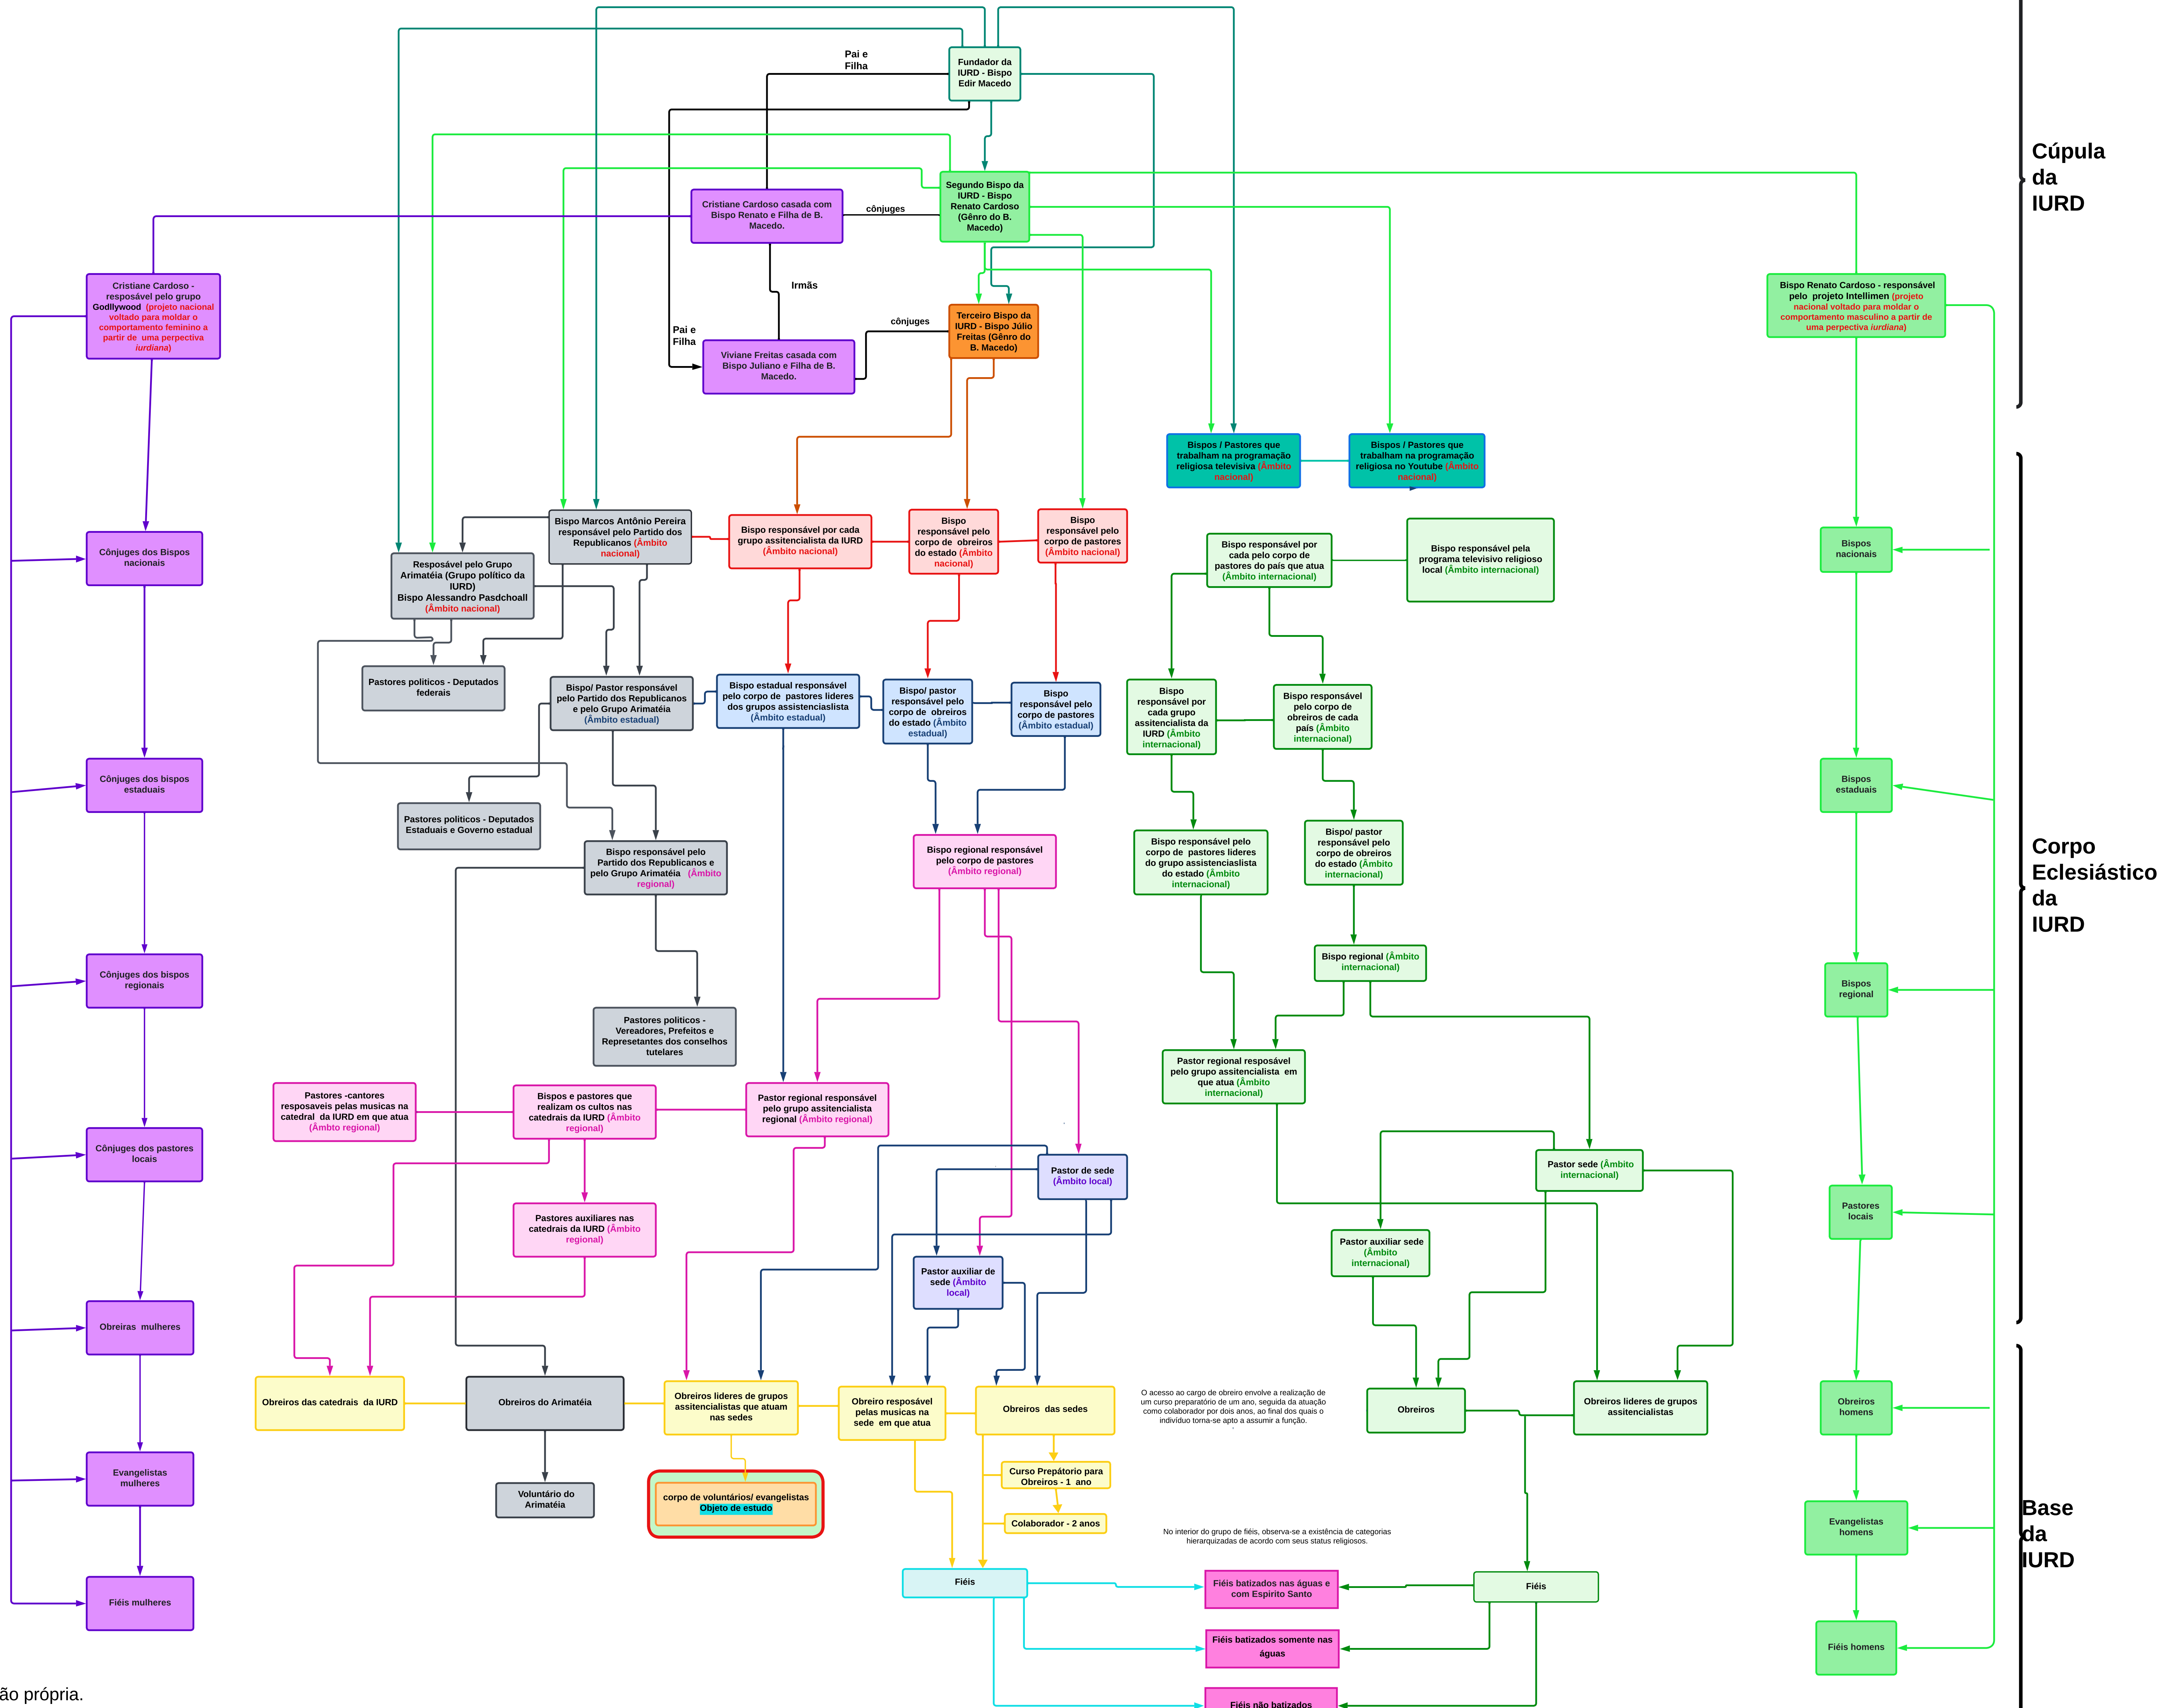 Pai e
Filha
Fundador da
IURD - Bispo
Edir Macedo
Cúpula
da
IURD
Segundo Bispo da
IURD - Bispo
Renato Cardoso
(Gênro do B.
Macedo)
Cristiane Cardoso casada com
Bispo Renato e Filha de B.
Macedo.
cônjuges
Irmãs
Cristiane Cardoso -
resposável pelo grupo
Godllywood (projeto nacional
voltado para moldar o
comportamento feminino a
partir de uma perpectiva
iurdiana)
Bispo Renato Cardoso - responsável
pelo projeto Intellimen (projeto
nacional voltado para moldar o
comportamento masculino a partir de
uma perpectiva iurdiana)
Terceiro Bispo da
IURD - Bispo Júlio
Freitas (Gênro do
B. Macedo)
cônjuges
Pai e
Filha
Viviane Freitas casada com
Bispo Juliano e Filha de B.
Macedo.
Bispos / Pastores que
trabalham na programação
religiosa televisiva (Âmbito
nacional)
Bispos / Pastores que
trabalham na programação
religiosa no Youtube (Âmbito
nacional)
Cônjuges dos Bispos
nacionais
Bispo Marcos Antônio Pereira
responsável pelo Partido dos
Republicanos (Âmbito
nacional)
Bispo responsável por cada
grupo assitencialista da IURD
(Âmbito nacional)
Bispo
responsável pelo
corpo de obreiros
do estado (Âmbito
nacional)
Bispo
responsável pelo
corpo de pastores
(Âmbito nacional)
Bispo responsável por
cada pelo corpo de
pastores do país que atua
(Âmbito internacional)
Bispo responsável pela
programa televisivo religioso
local (Âmbito internacional)
Bispos
nacionais
Resposável pelo Grupo
Arimatéia (Grupo político da
IURD)
Bispo Alessandro Pasdchoall
(Âmbito nacional)
Pastores politicos - Deputados
federais
Bispo/ Pastor responsável
pelo Partido dos Republicanos
e pelo Grupo Arimatéia
(Âmbito estadual)
Bispo estadual responsável
pelo corpo de pastores lideres
dos grupos assistenciaslista
(Âmbito estadual)
Bispo/ pastor
responsável pelo
corpo de obreiros
do estado (Âmbito
estadual)
Bispo
responsável pelo
corpo de pastores
(Âmbito estadual)
Bispo
responsável por
cada grupo
assitencialista da
IURD (Âmbito
internacional)
Bispo responsável
pelo corpo de
obreiros de cada
país (Âmbito
internacional)
Cônjuges dos bispos
estaduais
Bispos
estaduais
Pastores politicos - Deputados
Estaduais e Governo estadual
Bispo responsável pelo
Partido dos Republicanos e
pelo Grupo Arimatéia (Âmbito
regional)
Bispo regional responsável
pelo corpo de pastores
(Âmbito regional)
Bispo responsável pelo
corpo de pastores lideres
do grupo assistenciaslista
do estado (Âmbito
internacional)
Bispo/ pastor
responsável pelo
corpo de obreiros
do estado (Âmbito
internacional)
Corpo
Eclesiástico
da
IURD
Cônjuges dos bispos
regionais
Bispo regional (Âmbito
internacional)
Bispos
regional
Pastores politicos -
Vereadores, Prefeitos e
Represetantes dos conselhos
tutelares
Pastor regional resposável
pelo grupo assitencialista em
que atua (Âmbito
internacional)
Pastores -cantores
resposaveis pelas musicas na
catedral da IURD em que atua
(Âmbto regional)
Bispos e pastores que
realizam os cultos nas
catedrais da IURD (Âmbito
regional)
Pastor regional responsável
pelo grupo assitencialista
regional (Âmbito regional)
Cônjuges dos pastores
locais
Pastor de sede
(Âmbito local)
Pastor sede (Âmbito
internacional)
Pastores
locais
Pastores auxiliares nas
catedrais da IURD (Âmbito
regional)
Pastor auxiliar sede
(Âmbito
internacional)
Pastor auxiliar de
sede (Âmbito
local)
Obreiras mulheres
Obreiros das catedrais da IURD
Obreiros do Arimatéia
Obreiros lideres de grupos
assitencialistas que atuam
nas sedes
Obreiro resposável
pelas musicas na
sede em que atua
Obreiros das sedes
O acesso ao cargo de obreiro envolve a realização de
um curso preparatório de um ano, seguida da atuação
como colaborador por dois anos, ao final dos quais o
indivíduo torna-se apto a assumir a função.
Obreiros
Obreiros lideres de grupos
assitencialistas
Obreiros
homens
Evangelistas
mulheres
Voluntário do
Arimatéia
corpo de voluntários/ evangelistas
Objeto de estudo
Curso Prepátorio para
Obreiros - 1 ano
Colaborador - 2 anos
No interior do grupo de fiéis, observa-se a existência de categorias
hierarquizadas de acordo com seus status religiosos.
Evangelistas
homens
Base
da
IURD
Fiéis mulheres
Fiéis
Fiéis batizados nas águas e
com Espirito Santo
Fiéis
Fiéis batizados somente nas
águas
Fiéis homens
Fiéis não batizados
ão própria.